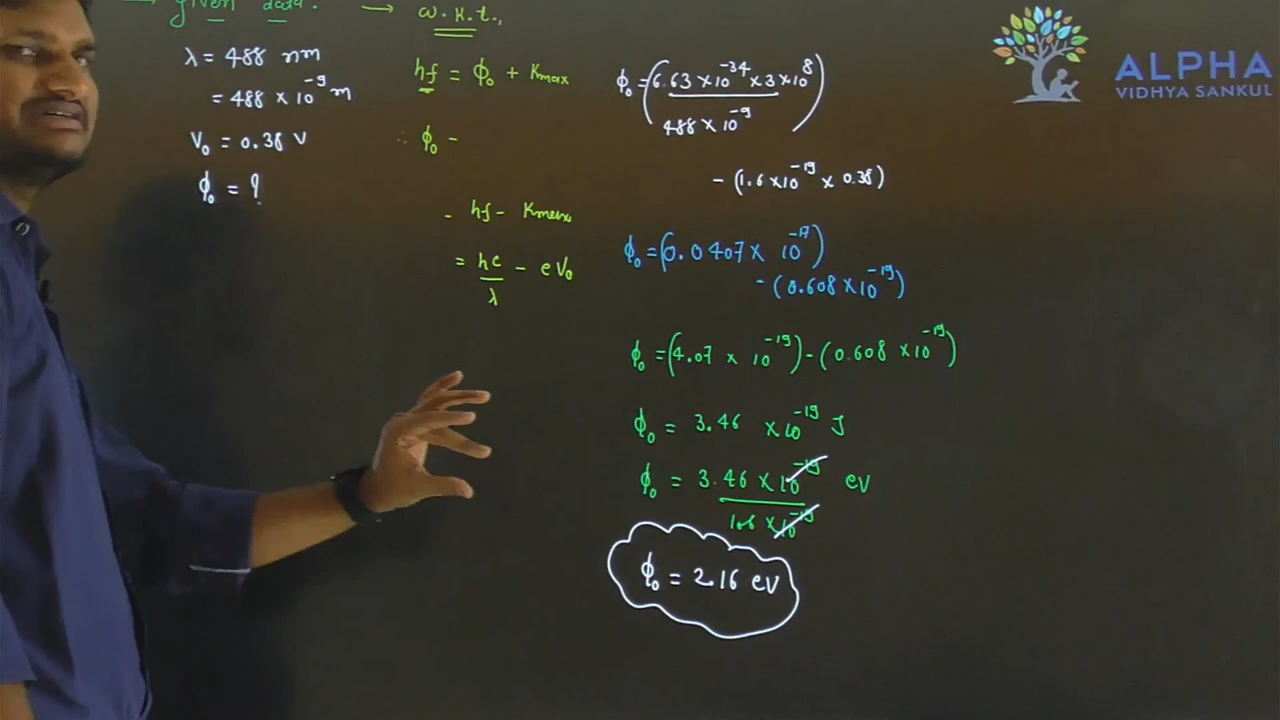 → given data.
λ = 488 nm
= 488 × 10⁻⁹ m
V₀ = 0.38 V
ϕ₀ = ?
→ w.k.t.,
hf = ϕ₀ + Kmax
∴ ϕ₀ =
= hf - Kmax
= hc/λ - eV₀
ϕ₀ = (6.63 × 10⁻³⁴ × 3 × 10⁸ / 488 × 10⁻⁹)
- (1.6 × 10⁻¹⁹ × 0.38)
ϕ₀ = (0.0407 × 10⁻¹⁷)
- (0.608 × 10⁻¹⁹)
ϕ₀ = (4.07 × 10⁻¹⁹) - (0.608 × 10⁻¹⁹)
ϕ₀ = 3.46 × 10⁻¹⁹ J
ϕ₀ = 3.46 × 10⁻¹⁹ / 1.6 × 10⁻¹⁹ eV
ϕ₀ = 2.16 eV
ALPHA
VIDHYA SANKUL